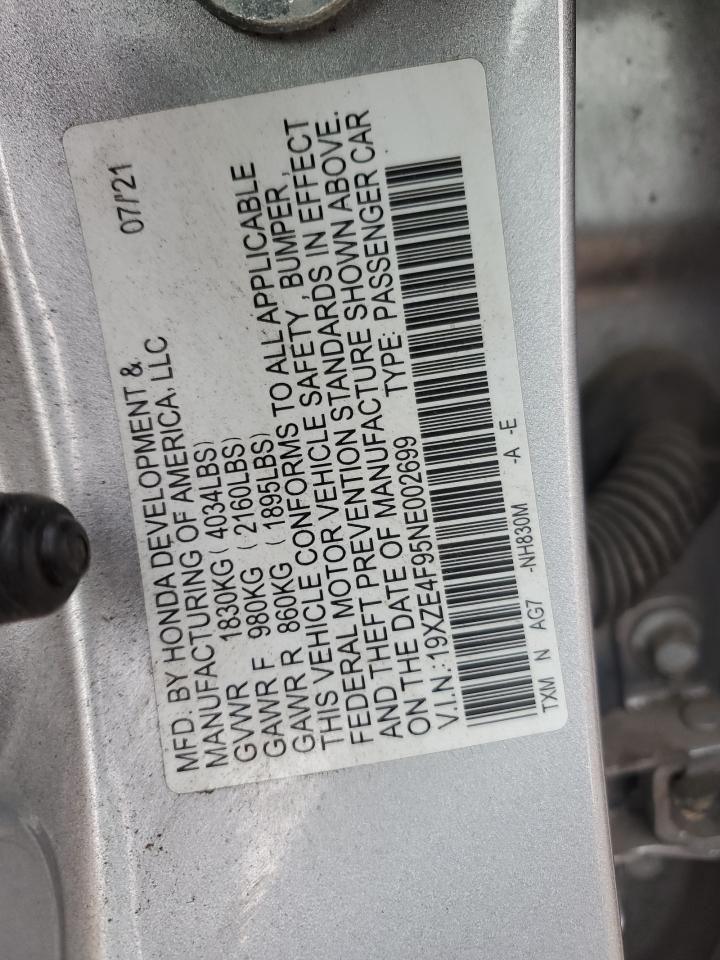 MFD. BY HONDA DEVELOPMENT & 07/'21
MANUFACTURING OF AMERICA, LLC
GVWR 1830KG ( 4034LBS)
GAWR F 980KG ( 2160LBS)
GAWR R 860KG ( 1895LBS)
THIS VEHICLE CONFORMS TO ALL APPLICABLE
FEDERAL MOTOR VEHICLE SAFETY , BUMPER ,
AND THEFT PREVENTION STANDARDS IN EFFECT
ON THE DATE OF MANUFACTURE SHOWN ABOVE.
V.I.N.:19XZE4F95NE002699 TYPE: PASSENGER CAR
TXM N AG7 -NH830M -A -E